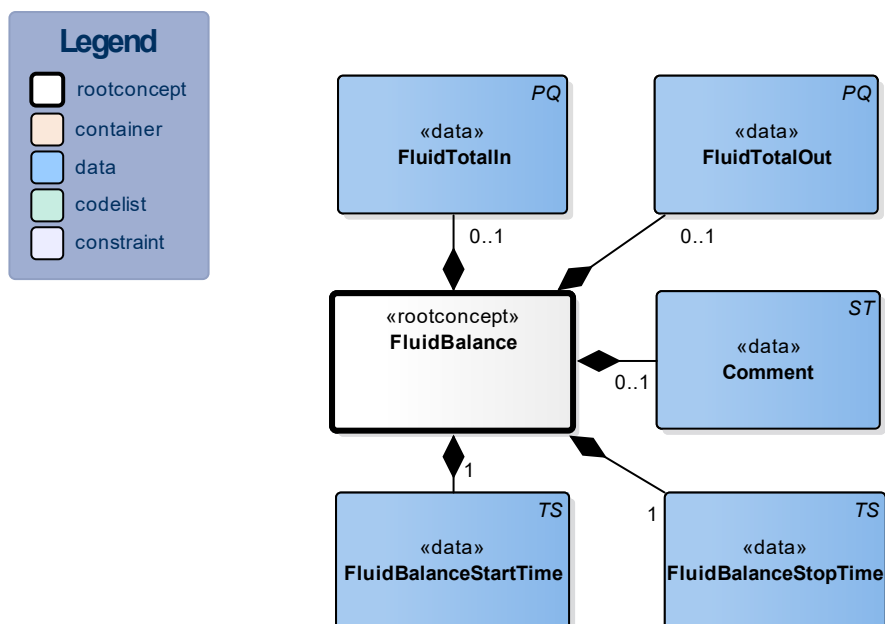 Legend
rootconcept
container
data
codelist
constraint
PQ
«data»
FluidTotalIn
0..1
PQ
«data»
FluidTotalOut
0..1
«rootconcept»
FluidBalance
ST
«data»
Comment
0..1
1
TS
«data»
FluidBalanceStartTime
1
TS
«data»
FluidBalanceStopTime